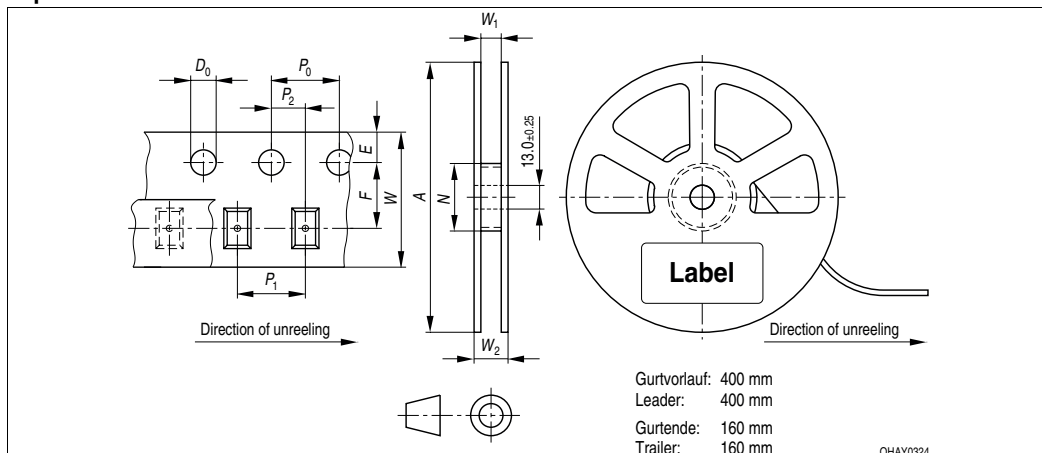 W1
D0
P0
P2
E
F
W
A
N
13.0±0.25
P1
W2
Label
Direction of unreeling
Direction of unreeling
Gurtvorlauf: 400 mm
Leader: 400 mm
Gurtende: 160 mm
Trailer: 160 mm
OHAY0324